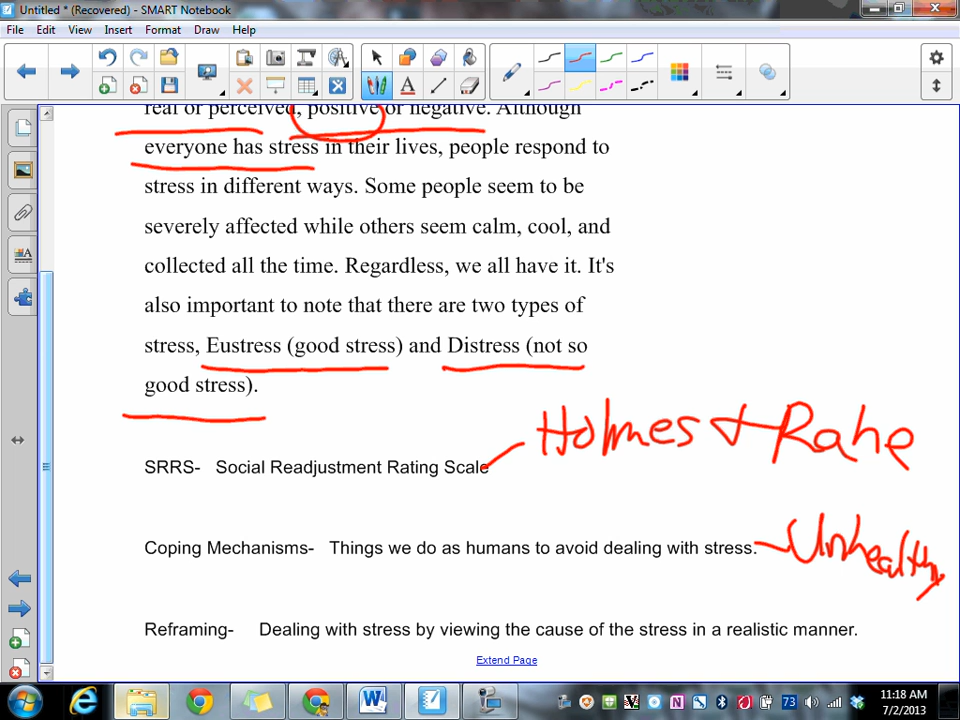 Untitled * (Recovered) - SMART Notebook
File Edit View Insert Format Draw Help
real or perceived, positive or negative. Although
everyone has stress in their lives, people respond to
stress in different ways. Some people seem to be
severely affected while others seem calm, cool, and
collected all the time. Regardless, we all have it. It's
also important to note that there are two types of
stress, Eustress (good stress) and Distress (not so
good stress).
Holmes & Rahe
SRRS- Social Readjustment Rating Scale
Coping Mechanisms- Things we do as humans to avoid dealing with stress.
Unhealthy
Reframing- Dealing with stress by viewing the cause of the stress in a realistic manner.
Extend Page
73
11:18 AM
7/2/2013